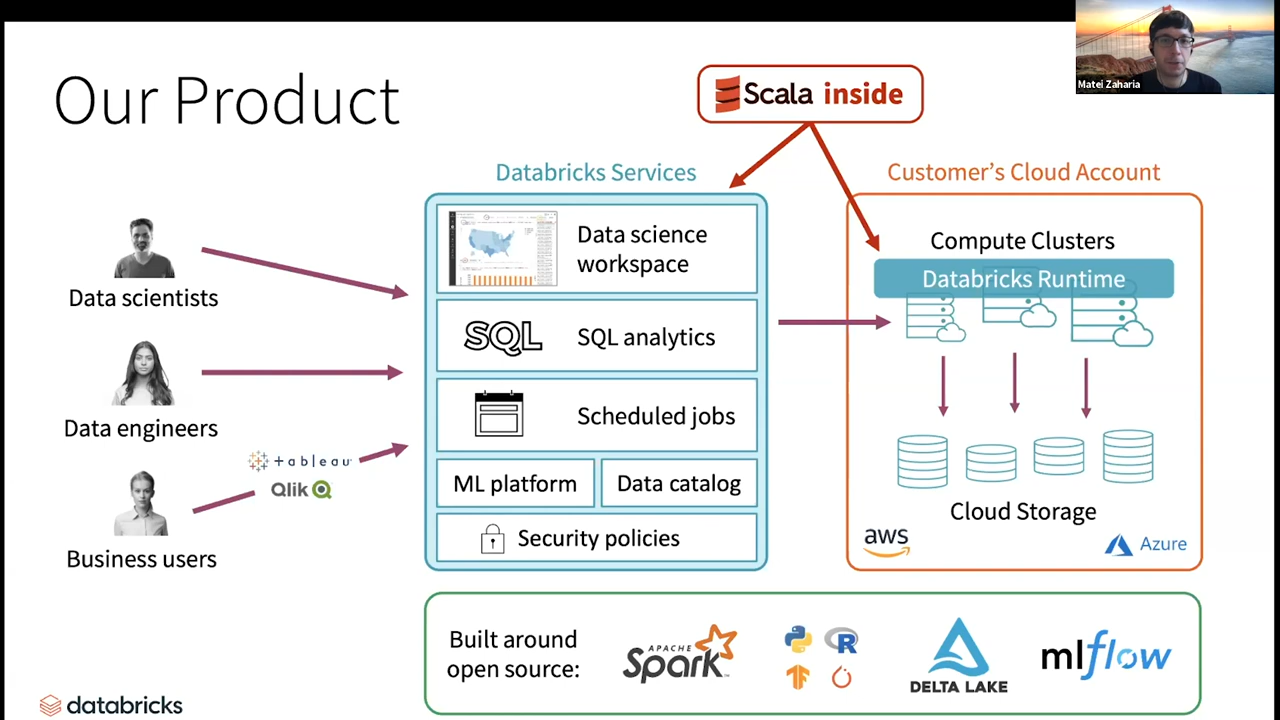 Our Product
Scala inside
Matei Zaharia
Databricks Services
Customer's Cloud Account
Data scientists
Data engineers
tableau
Qlik
Business users
Data science
workspace
SQL
SQL analytics
Scheduled jobs
ML platform
Data catalog
Security policies
Compute Clusters
Databricks Runtime
Cloud Storage
aws
Azure
Built around
open source:
APACHE
Spark
R
DELTA LAKE
mlflow
databricks